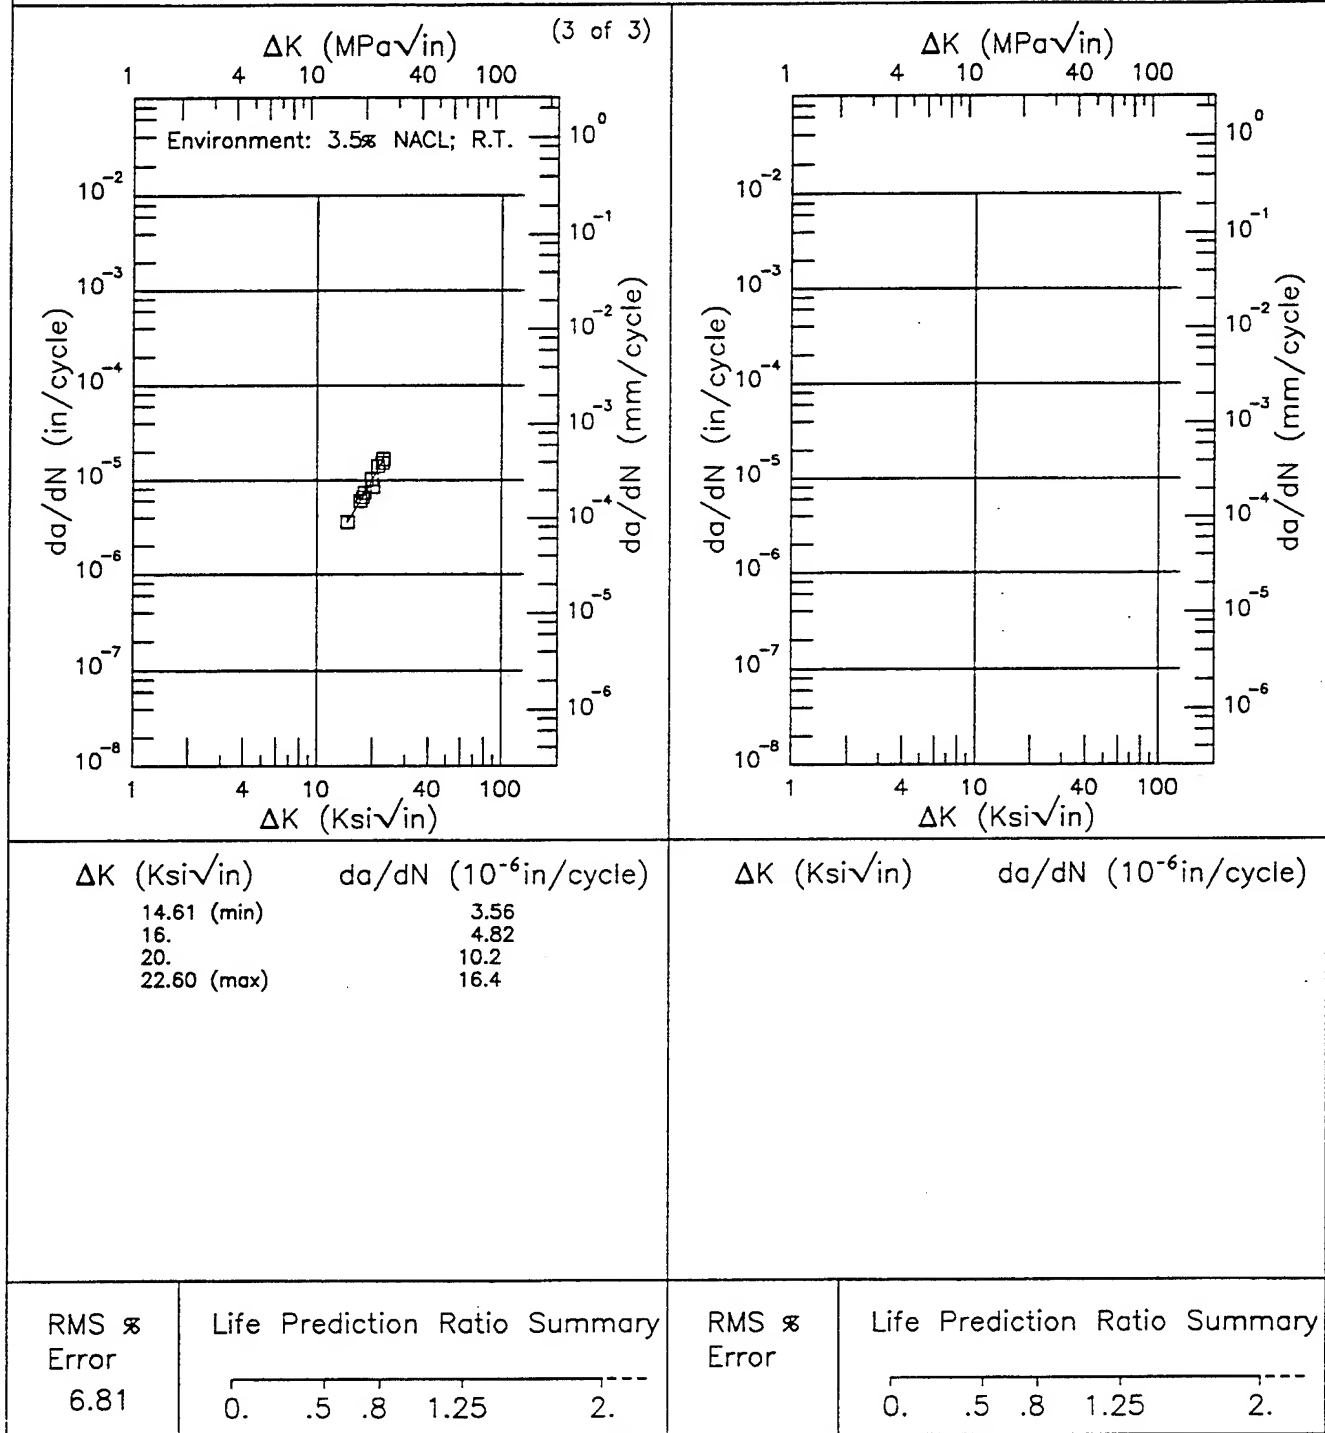 (3 of 3)
ΔK (MPa√in)
1 4 10 40 100
Environment: 3.5% NACL; R.T.
da/dN (in/cycle)
10⁻²
10⁻³
10⁻⁴
10⁻⁵
10⁻⁶
10⁻⁷
10⁻⁸
10⁰
10⁻¹
10⁻²
10⁻³
10⁻⁴
10⁻⁵
10⁻⁶
da/dN (mm/cycle)
1 4 10 40 100
ΔK (Ksi√in)
ΔK (MPa√in)
1 4 10 40 100
da/dN (in/cycle)
10⁻²
10⁻³
10⁻⁴
10⁻⁵
10⁻⁶
10⁻⁷
10⁻⁸
10⁰
10⁻¹
10⁻²
10⁻³
10⁻⁴
10⁻⁵
10⁻⁶
da/dN (mm/cycle)
1 4 10 40 100
ΔK (Ksi√in)
ΔK (Ksi√in) da/dN (10⁻⁶in/cycle)
14.61 (min) 3.56
16. 4.82
20. 10.2
22.60 (max) 16.4
ΔK (Ksi√in) da/dN (10⁻⁶in/cycle)
RMS %
Error
6.81
Life Prediction Ratio Summary
0. .5 .8 1.25 2.
RMS %
Error
Life Prediction Ratio Summary
0. .5 .8 1.25 2.